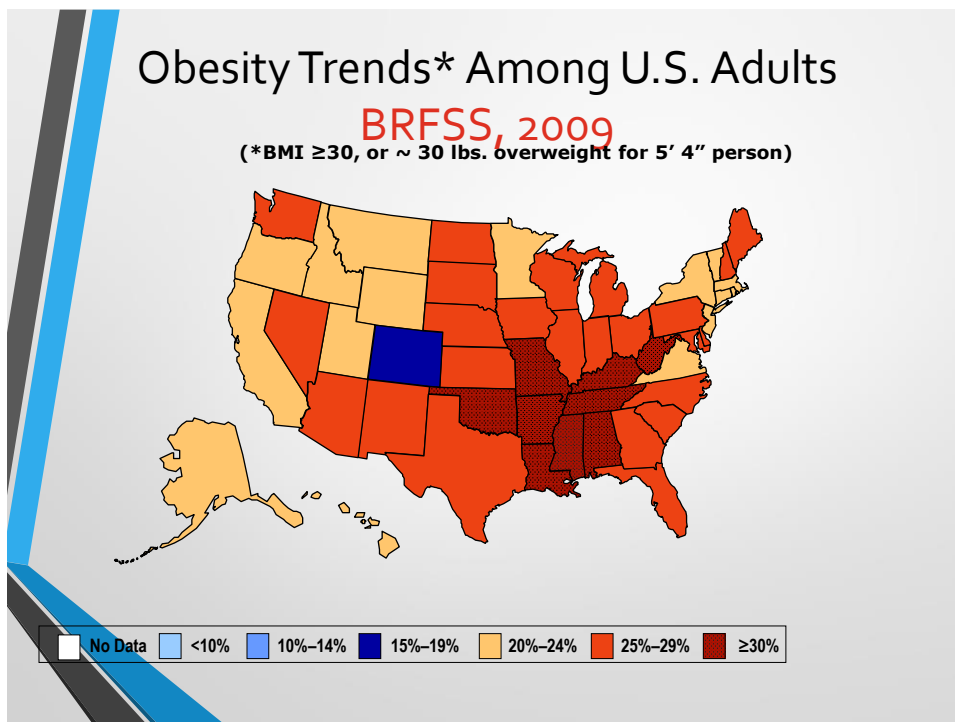 Obesity Trends* Among U.S. Adults
BRFSS, 2009
(*BMI ≥30, or ~ 30 lbs. overweight for 5’ 4” person)
No Data <10% 10%–14% 15%–19% 20%–24% 25%–29% ≥30%